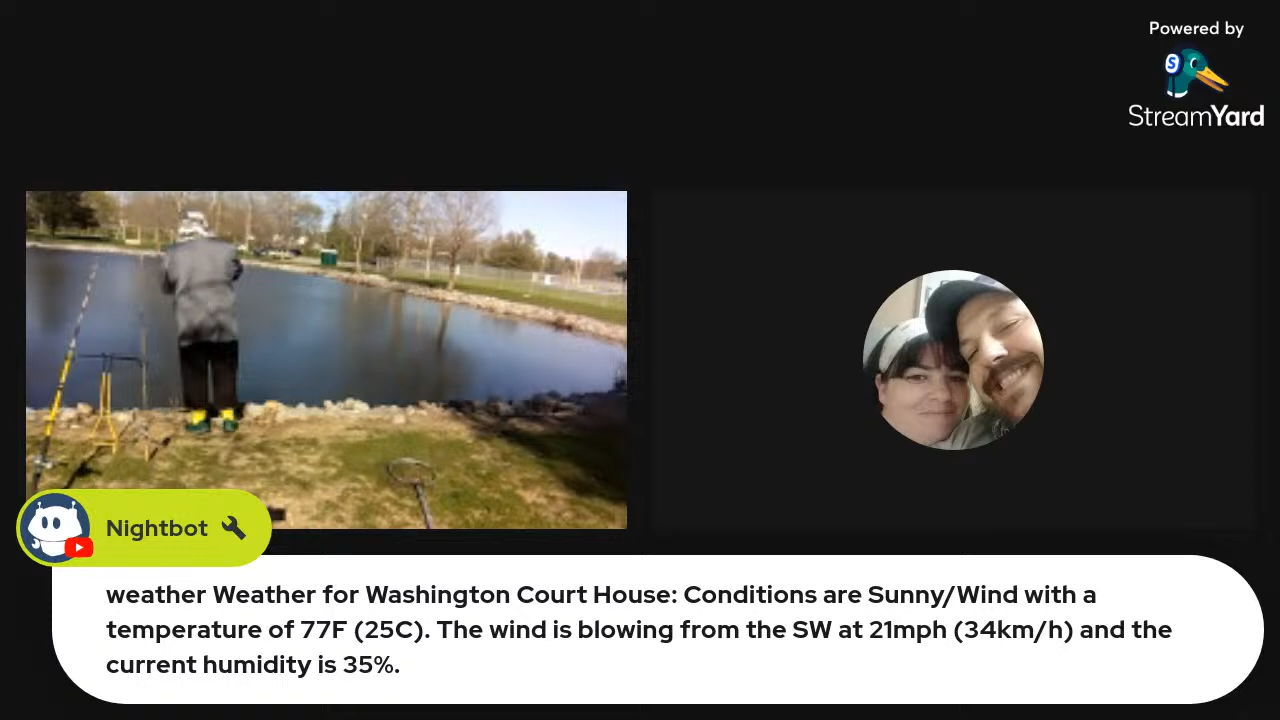 Powered by
S
StreamYard
Nightbot
weather Weather for Washington Court House: Conditions are Sunny/Wind with a
temperature of 77F (25C). The wind is blowing from the SW at 21mph (34km/h) and the
current humidity is 35%.